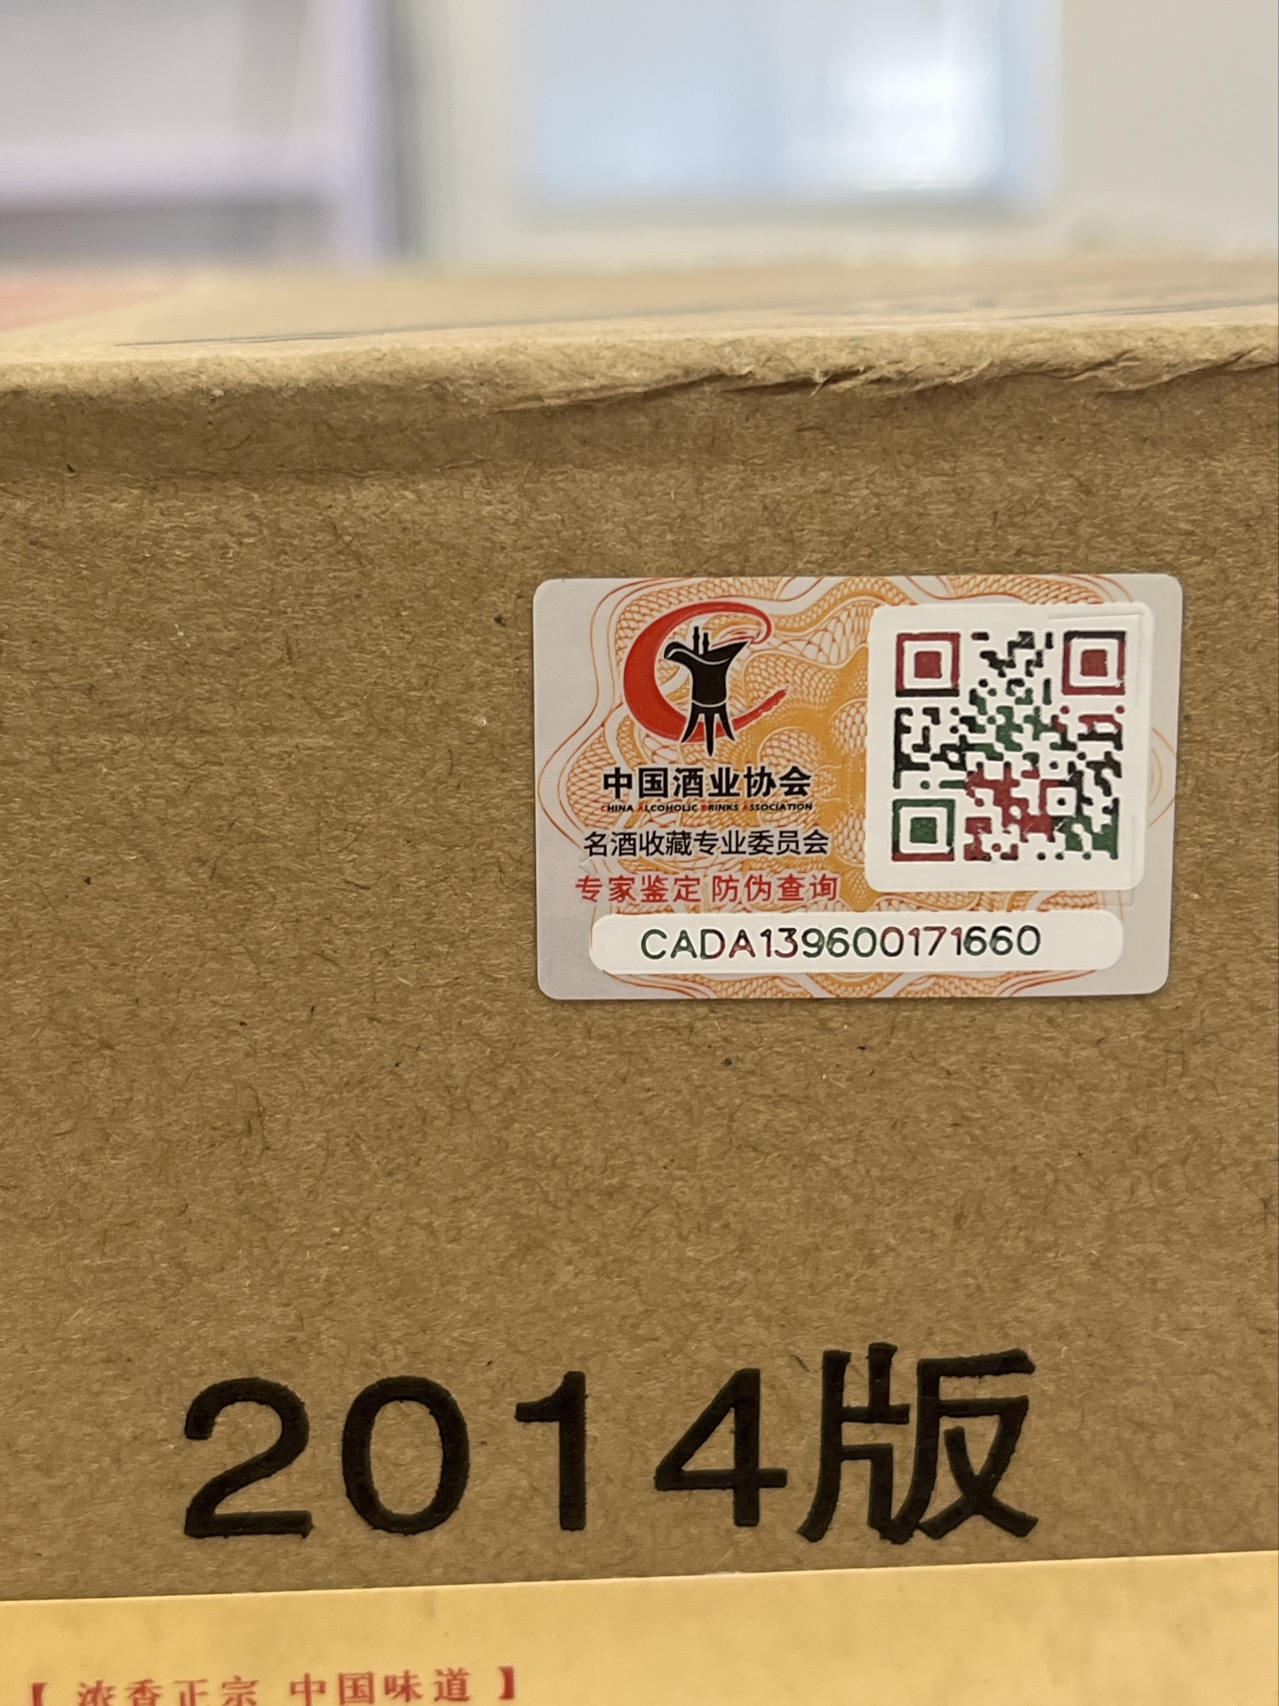 中国酒业协会
CHINA ALCOHOLIC DRINKS ASSOCIATION
名酒收藏专业委员会
专家鉴定 防伪查询
CADA139600171660
2014版
【 浓香正宗 中国味道 】